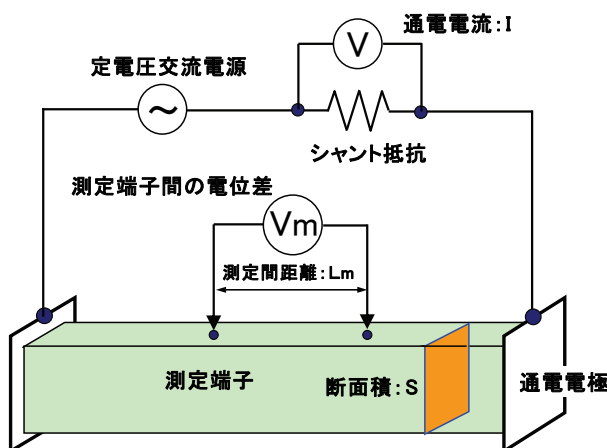 通電電流:I
V
定電圧交流電源
~
シャント抵抗
測定端子間の電位差
Vm
測定間距離:Lm
測定端子
断面積:S
通電電極